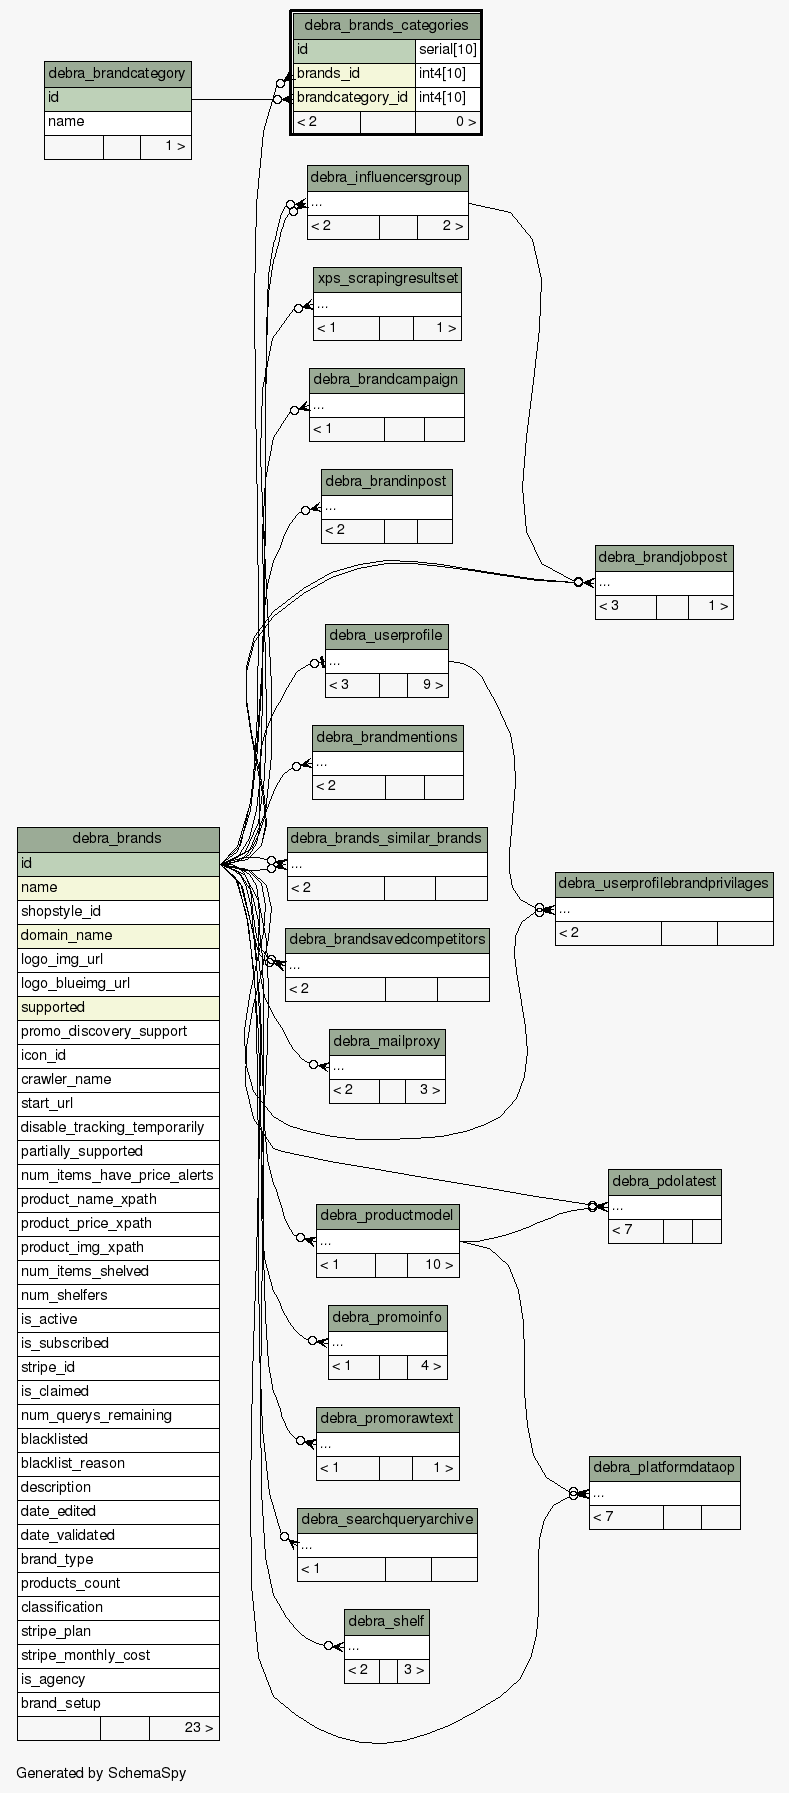 debra_brands_categories
id serial[10]
brands_id int4[10]
brandcategory_id int4[10]
< 2 0 >
debra_brandcategory
id
name
1 >
debra_influencersgroup
...
< 2 2 >
xps_scrapingresultset
...
< 1 1 >
debra_brandcampaign
...
< 1
debra_brandinpost
...
< 2
debra_brandjobpost
...
< 3 1 >
debra_userprofile
...
< 3 9 >
debra_brandmentions
...
< 2
debra_brands_similar_brands
...
< 2
debra_userprofilebrandprivilages
...
< 2
debra_brandsavedcompetitors
...
< 2
debra_mailproxy
...
< 2 3 >
debra_pdolatest
...
< 7
debra_productmodel
...
< 1 10 >
debra_promoinfo
...
< 1 4 >
debra_promorawtext
...
< 1 1 >
debra_platformdataop
...
< 7
debra_searchqueryarchive
...
< 1
debra_shelf
...
< 2 3 >
debra_brands
id
name
shopstyle_id
domain_name
logo_img_url
logo_blueimg_url
supported
promo_discovery_support
icon_id
crawler_name
start_url
disable_tracking_temporarily
partially_supported
num_items_have_price_alerts
product_name_xpath
product_price_xpath
product_img_xpath
num_items_shelved
num_shelfers
is_active
is_subscribed
stripe_id
is_claimed
num_querys_remaining
blacklisted
blacklist_reason
description
date_edited
date_validated
brand_type
products_count
classification
stripe_plan
stripe_monthly_cost
is_agency
brand_setup
23 >
Generated by SchemaSpy